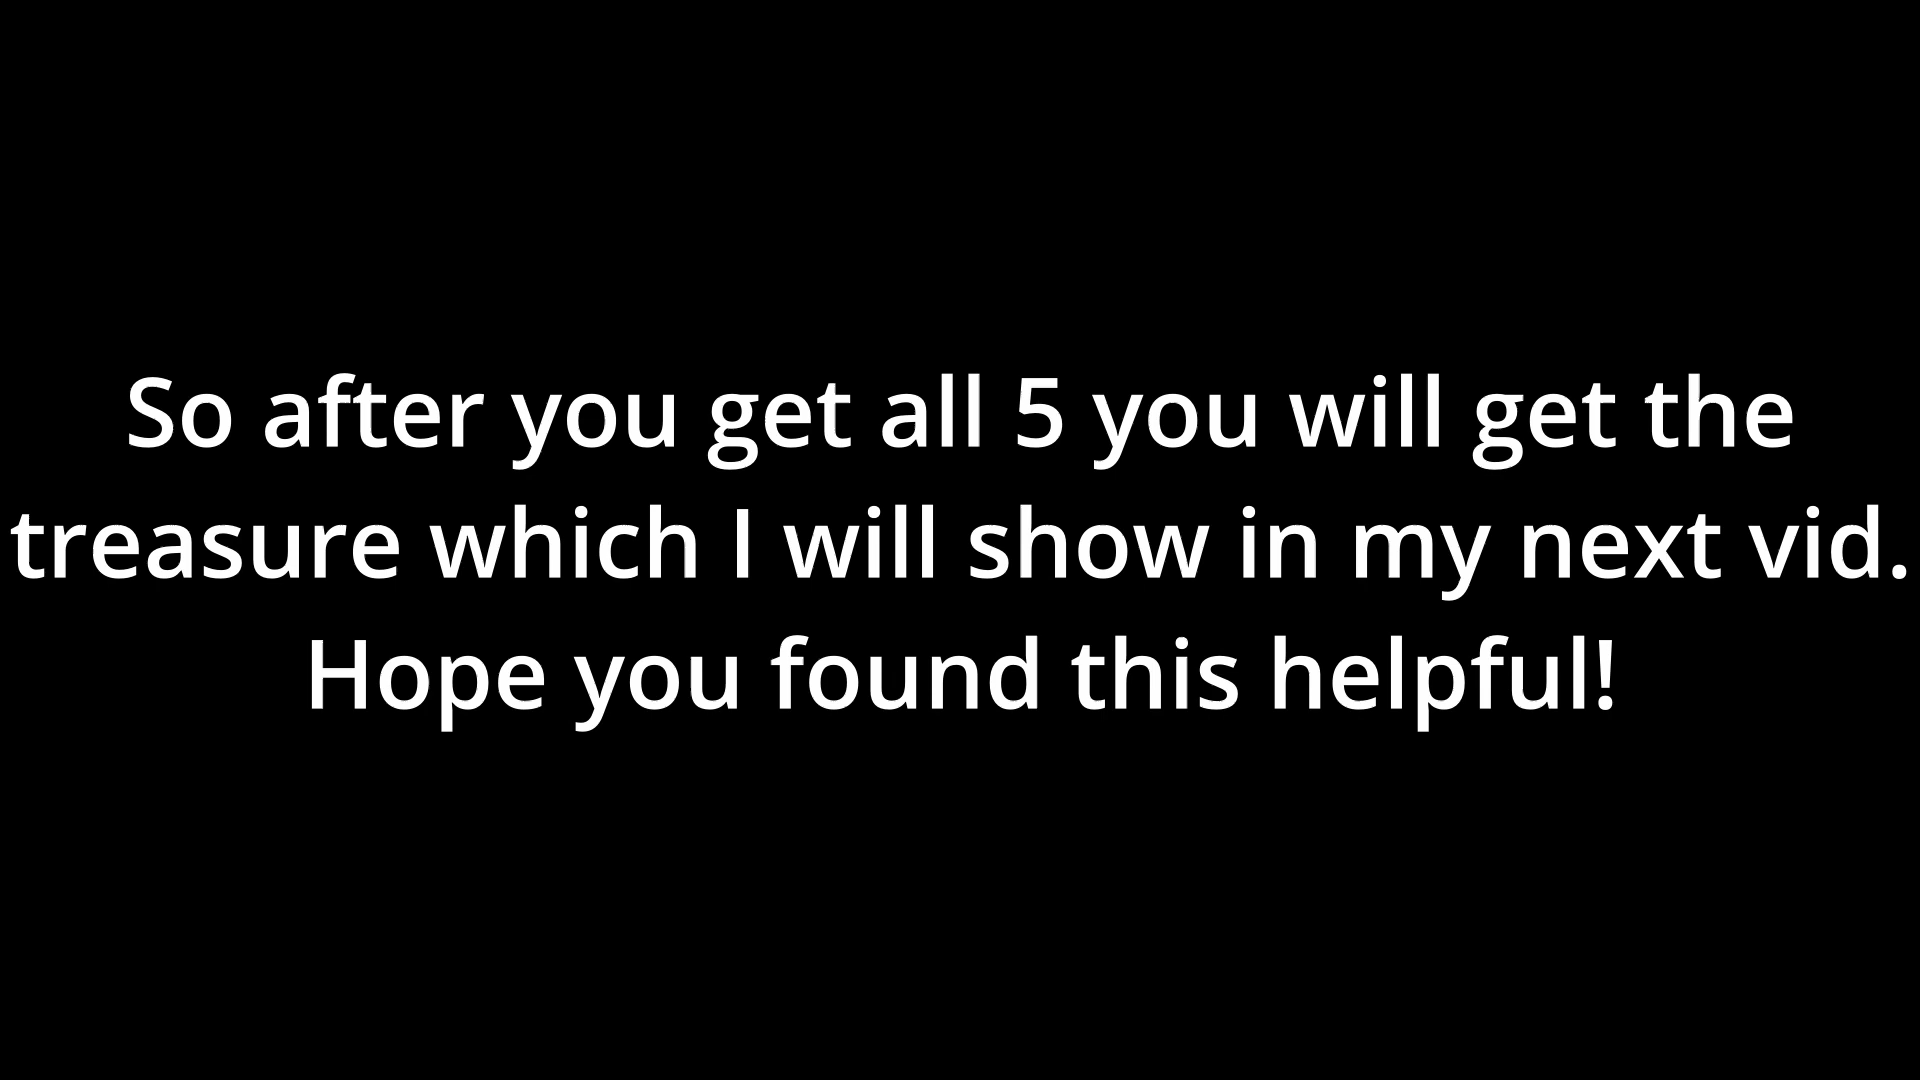 So after you get all 5 you will get the
treasure which I will show in my next vid.
Hope you found this helpful!